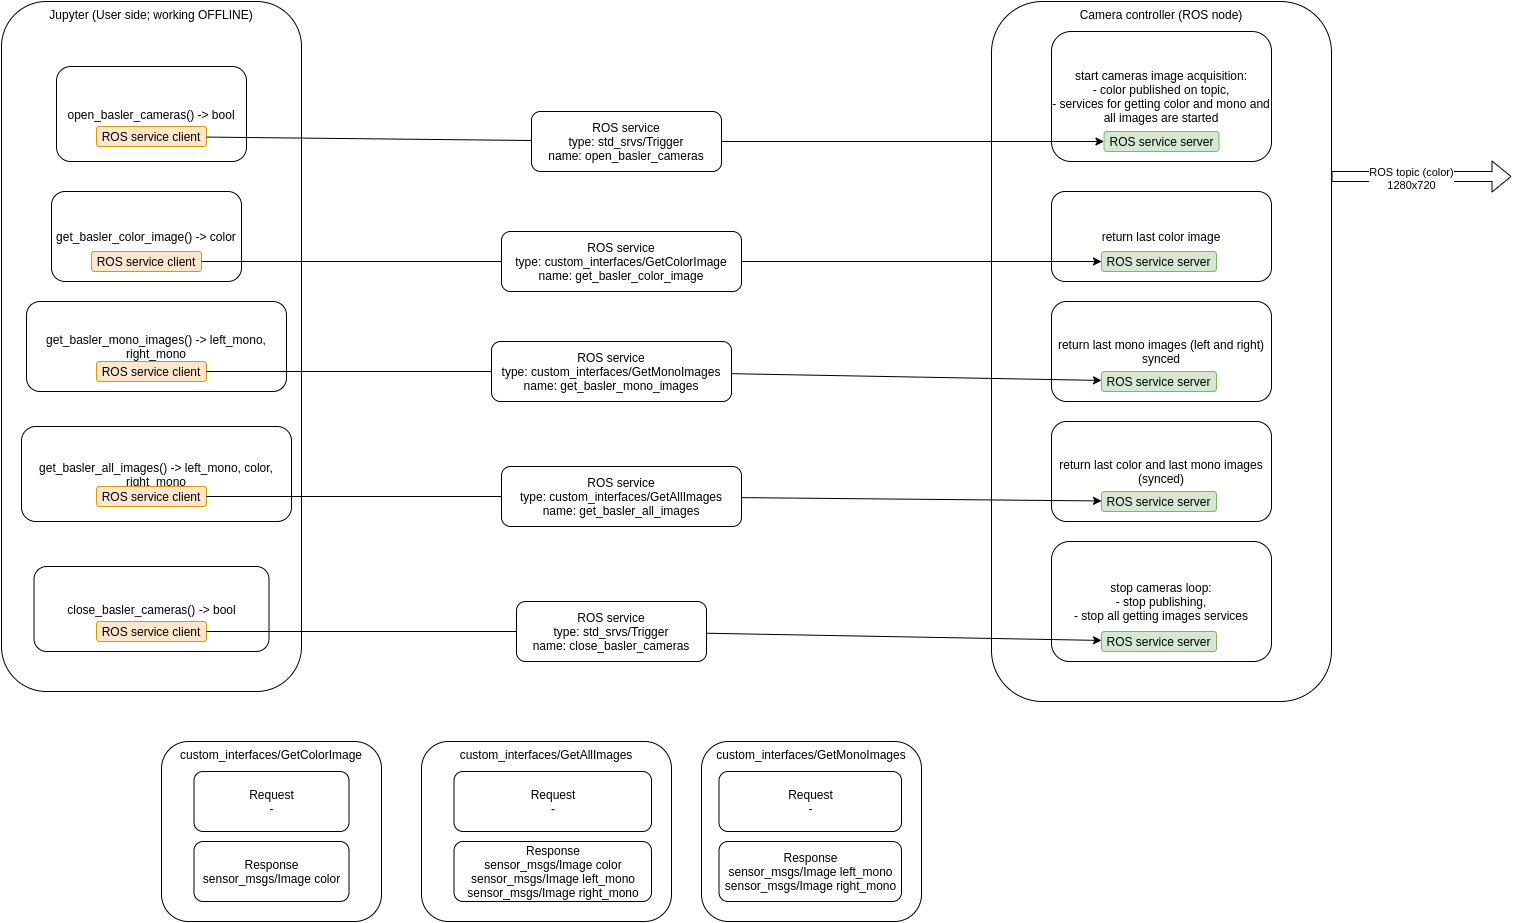 Jupyter (User side; working OFFLINE)
open_basler_cameras() -> bool
ROS service client
get_basler_color_image() -> color
ROS service client
get_basler_mono_images() -> left_mono,
right_mono
ROS service client
get_basler_all_images() -> left_mono, color,
right_mono
ROS service client
close_basler_cameras() -> bool
ROS service client
ROS service
type: std_srvs/Trigger
name: open_basler_cameras
ROS service
type: custom_interfaces/GetColorImage
name: get_basler_color_image
ROS service
type: custom_interfaces/GetMonoImages
name: get_basler_mono_images
ROS service
type: custom_interfaces/GetAllImages
name: get_basler_all_images
ROS service
type: std_srvs/Trigger
name: close_basler_cameras
Camera controller (ROS node)
start cameras image acquisition:
- color published on topic,
- services for getting color and mono and
all images are started
ROS service server
return last color image
ROS service server
return last mono images (left and right)
synced
ROS service server
return last color and last mono images
(synced)
ROS service server
stop cameras loop:
- stop publishing,
- stop all getting images services
ROS service server
ROS topic (color)
1280x720
custom_interfaces/GetColorImage
Request
-
Response
sensor_msgs/Image color
custom_interfaces/GetAllImages
Request
-
Response
sensor_msgs/Image color
sensor_msgs/Image left_mono
sensor_msgs/Image right_mono
custom_interfaces/GetMonoImages
Request
-
Response
sensor_msgs/Image left_mono
sensor_msgs/Image right_mono